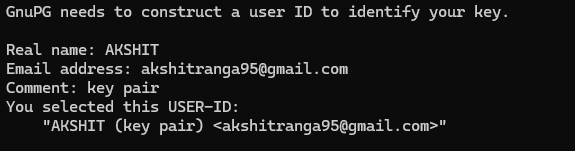 GnuPG needs to construct a user ID to identify your key.
Real name: AKSHIT
Email address: akshitranga95@gmail.com
Comment: key pair
You selected this USER-ID:
"AKSHIT (key pair) <akshitranga95@gmail.com>"